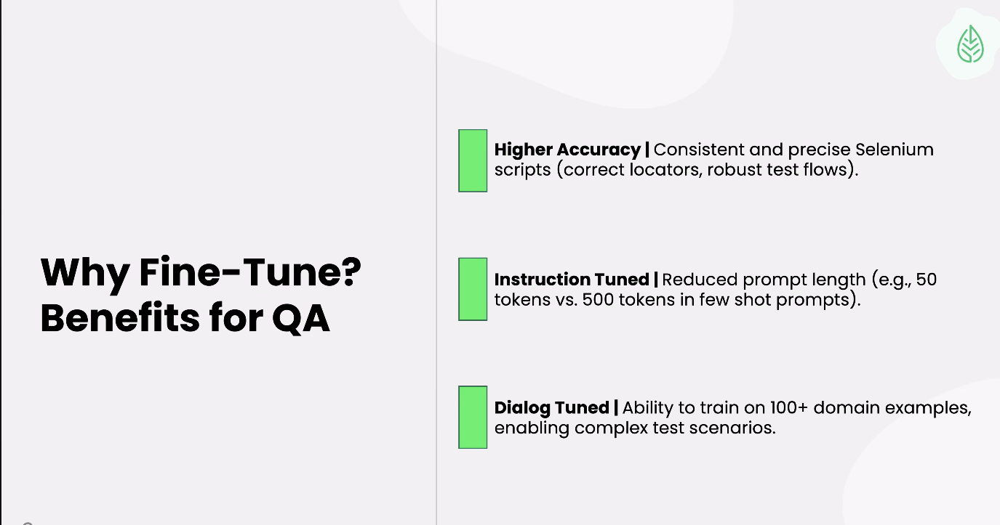 Why Fine-Tune?
Benefits for QA
Higher Accuracy | Consistent and precise Selenium
scripts (correct locators, robust test flows).
Instruction Tuned | Reduced prompt length (e.g., 50
tokens vs. 500 tokens in few shot prompts).
Dialog Tuned | Ability to train on 100+ domain examples,
enabling complex test scenarios.